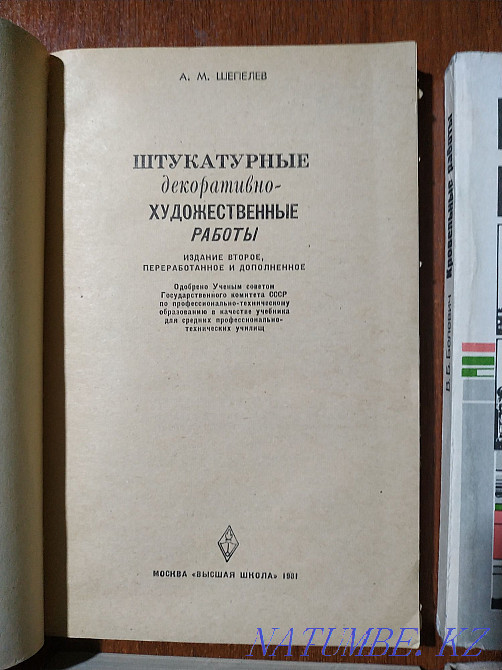 А. М. ШЕПЕЛЕВ
ШТУКАТУРНЫЕ
декоративно-
ХУДОЖЕСТВЕННЫЕ
РАБОТЫ
ИЗДАНИЕ ВТОРОЕ,
ПЕРЕРАБОТАННОЕ И ДОПОЛНЕННОЕ
Одобрено Ученым советом
Государственного комитета СССР
по профессионально-техническому
образованию в качестве учебника
для средних профессионально-
технических училищ
МОСКВА «ВЫСШАЯ ШКОЛА» 1981
В. Б. Белевич Кровельные работы
NATUMBE.KZ